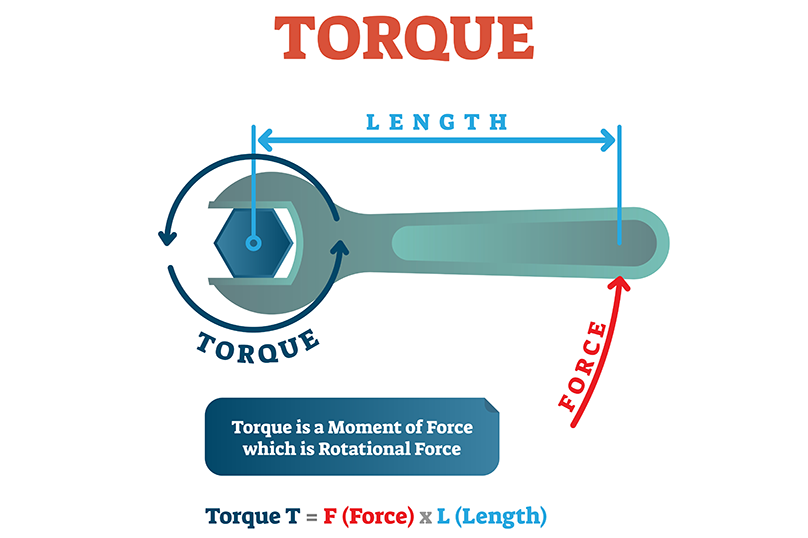 TORQUE
LENGTH
TORQUE
FORCE
Torque is a Moment of Force
which is Rotational Force
Torque T = F (Force) x L (Length)